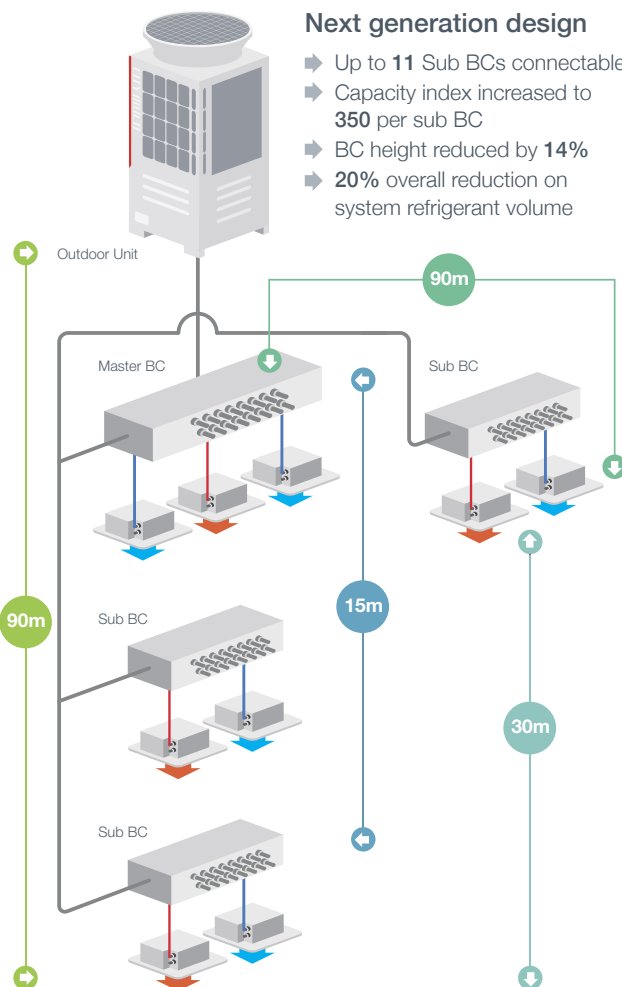 Next generation design
Up to 11 Sub BCs connectable
Capacity index increased to
350 per sub BC
BC height reduced by 14%
20% overall reduction on
system refrigerant volume
Outdoor Unit
90m
Master BC
Sub BC
90m
15m
Sub BC
30m
Sub BC